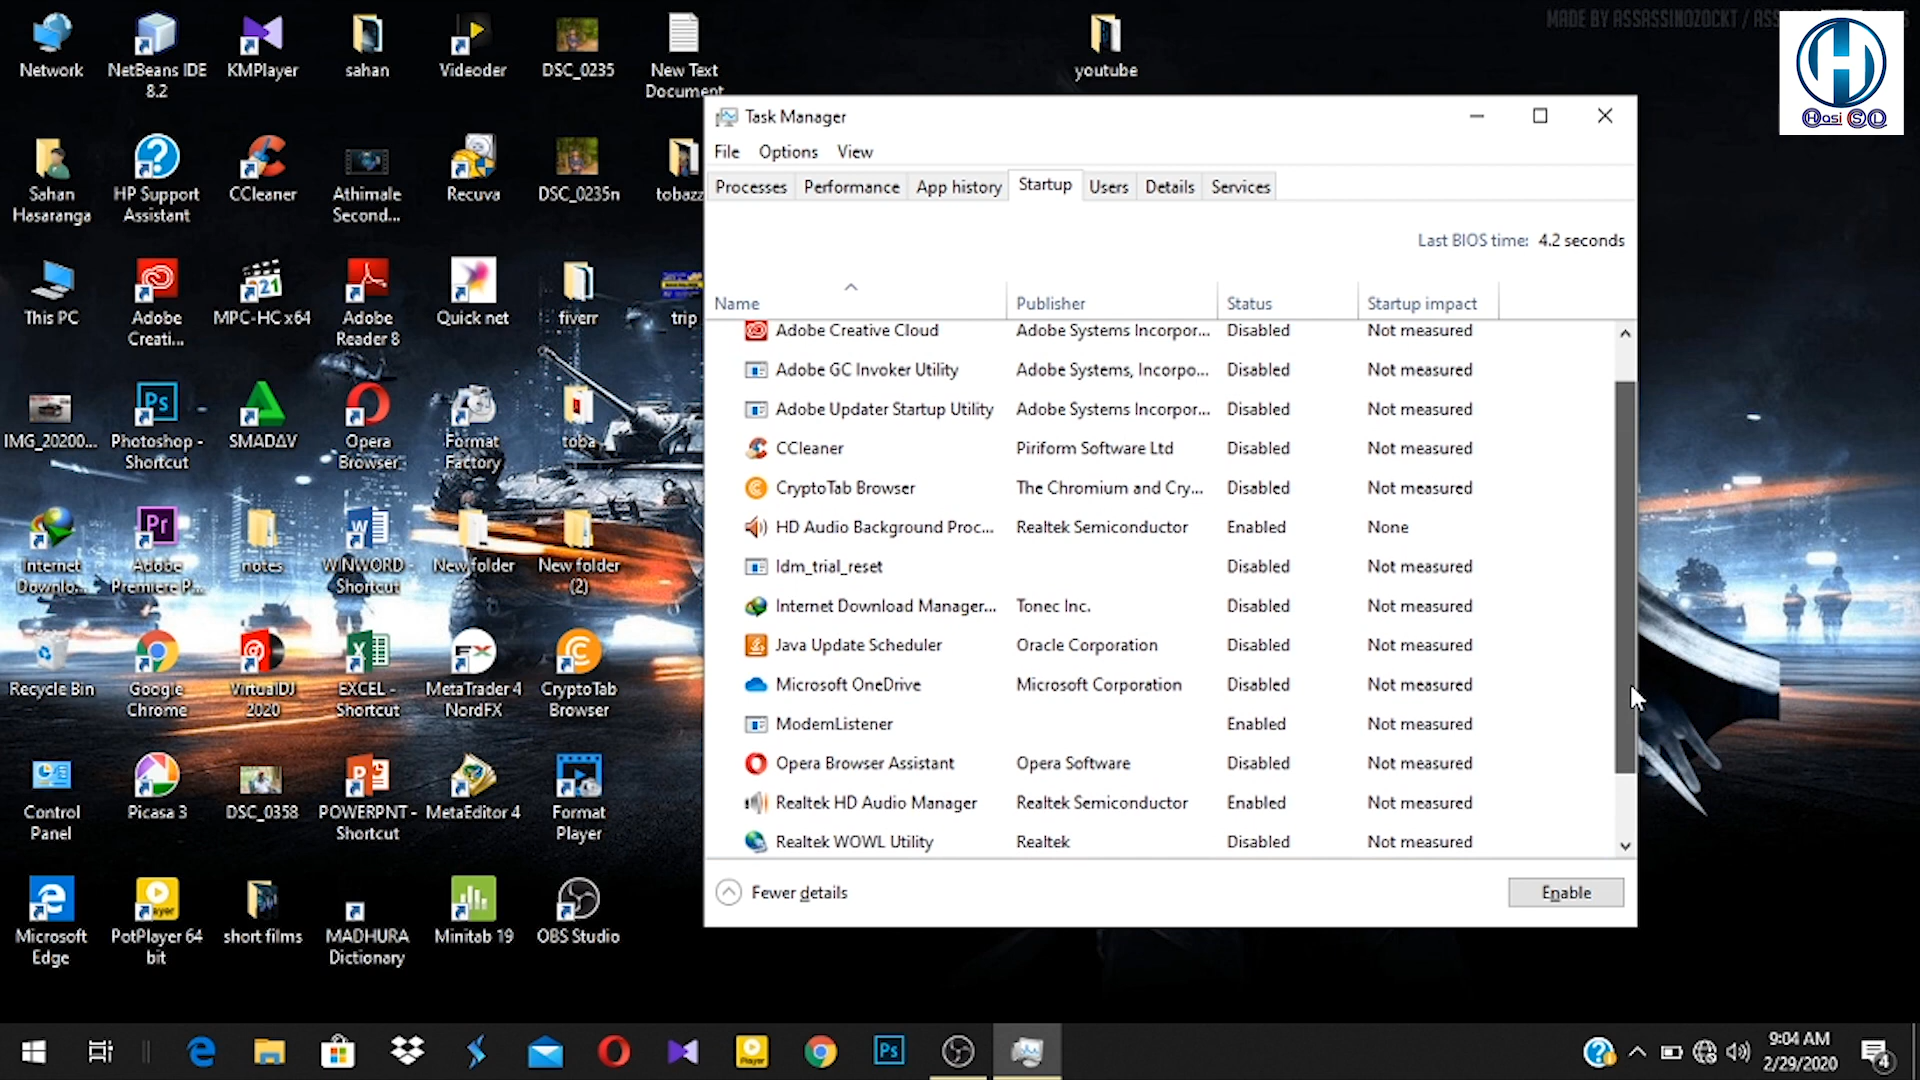 MADE BY ASSASSINOZOCKT /
Hasi SL
Network
NetBeans IDE
8.2
KMPlayer
sahan
Videoder
DSC_0235
New Text
Document
youtube
Sahan
Hasaranga
HP Support
Assistant
CCleaner
Athimale
Second...
Recuva
DSC_0235n
tobazz
This PC
Adobe
Creati...
MPC-HC x64
Adobe
Reader 8
Quick net
fiverr
trip
IMG_20200...
Photoshop -
Shortcut
SMADAV
Opera
Browser
Format
Factory
toba
Internet
Downlo...
Adobe
Premiere P...
notes
WINWORD -
Shortcut
New folder
New folder
(2)
Recycle Bin
Google
Chrome
VirtualDJ
2020
EXCEL -
Shortcut
MetaTrader 4
NordFX
CryptoTab
Browser
Control
Panel
Picasa 3
DSC_0358
POWERPNT -
Shortcut
MetaEditor 4
Format
Player
Microsoft
Edge
PotPlayer 64
bit
short films
MADHURA
Dictionary
Minitab 19
OBS Studio
Task Manager
File Options View
Processes Performance App history Startup Users Details Services
Last BIOS time: 4.2 seconds
Name Publisher Status Startup impact
Adobe Creative Cloud Adobe Systems Incorpor... Disabled Not measured
Adobe GC Invoker Utility Adobe Systems, Incorpo... Disabled Not measured
Adobe Updater Startup Utility Adobe Systems Incorpor... Disabled Not measured
CCleaner Piriform Software Ltd Disabled Not measured
CryptoTab Browser The Chromium and Cry... Disabled Not measured
HD Audio Background Proc... Realtek Semiconductor Enabled None
Idm_trial_reset Disabled Not measured
Internet Download Manager... Tonec Inc. Disabled Not measured
Java Update Scheduler Oracle Corporation Disabled Not measured
Microsoft OneDrive Microsoft Corporation Disabled Not measured
ModernListener Enabled Not measured
Opera Browser Assistant Opera Software Disabled Not measured
Realtek HD Audio Manager Realtek Semiconductor Enabled Not measured
Realtek WOWL Utility Realtek Disabled Not measured
Fewer details
Enable
9:04 AM
2/29/2020
4